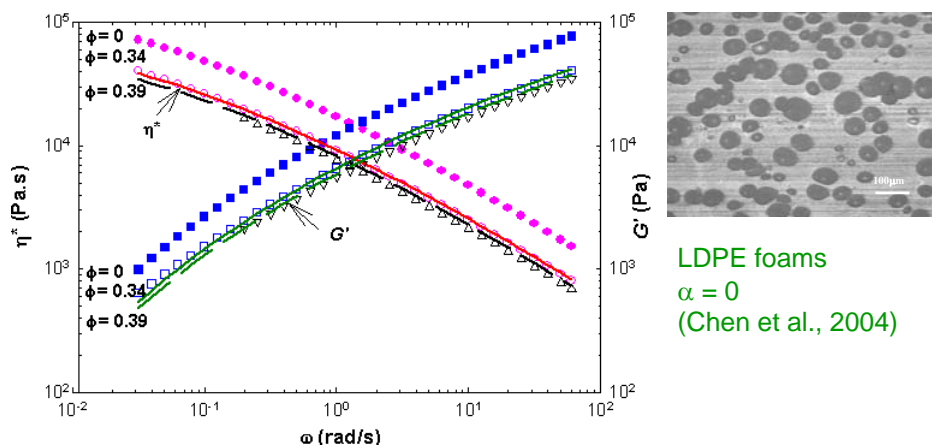 10⁵
10⁵
ϕ = 0
ϕ = 0.34
ϕ = 0.39
η*
10⁴
10⁴
η* (Pa.s)
G' (Pa)
G'
10³
10³
ϕ = 0
ϕ = 0.34
ϕ = 0.39
10²
10²
10⁻² 10⁻¹ 10⁰ 10¹ 10²
ω (rad/s)
100μm
LDPE foams
α = 0
(Chen et al., 2004)